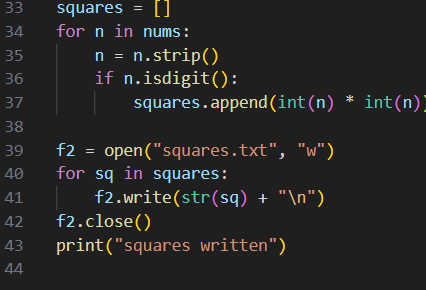 33 squares = []
34 for n in nums:
35     n = n.strip()
36     if n.isdigit():
37         squares.append(int(n) * int(n))
38
39 f2 = open("squares.txt", "w")
40 for sq in squares:
41     f2.write(str(sq) + "\n")
42 f2.close()
43 print("squares written")
44